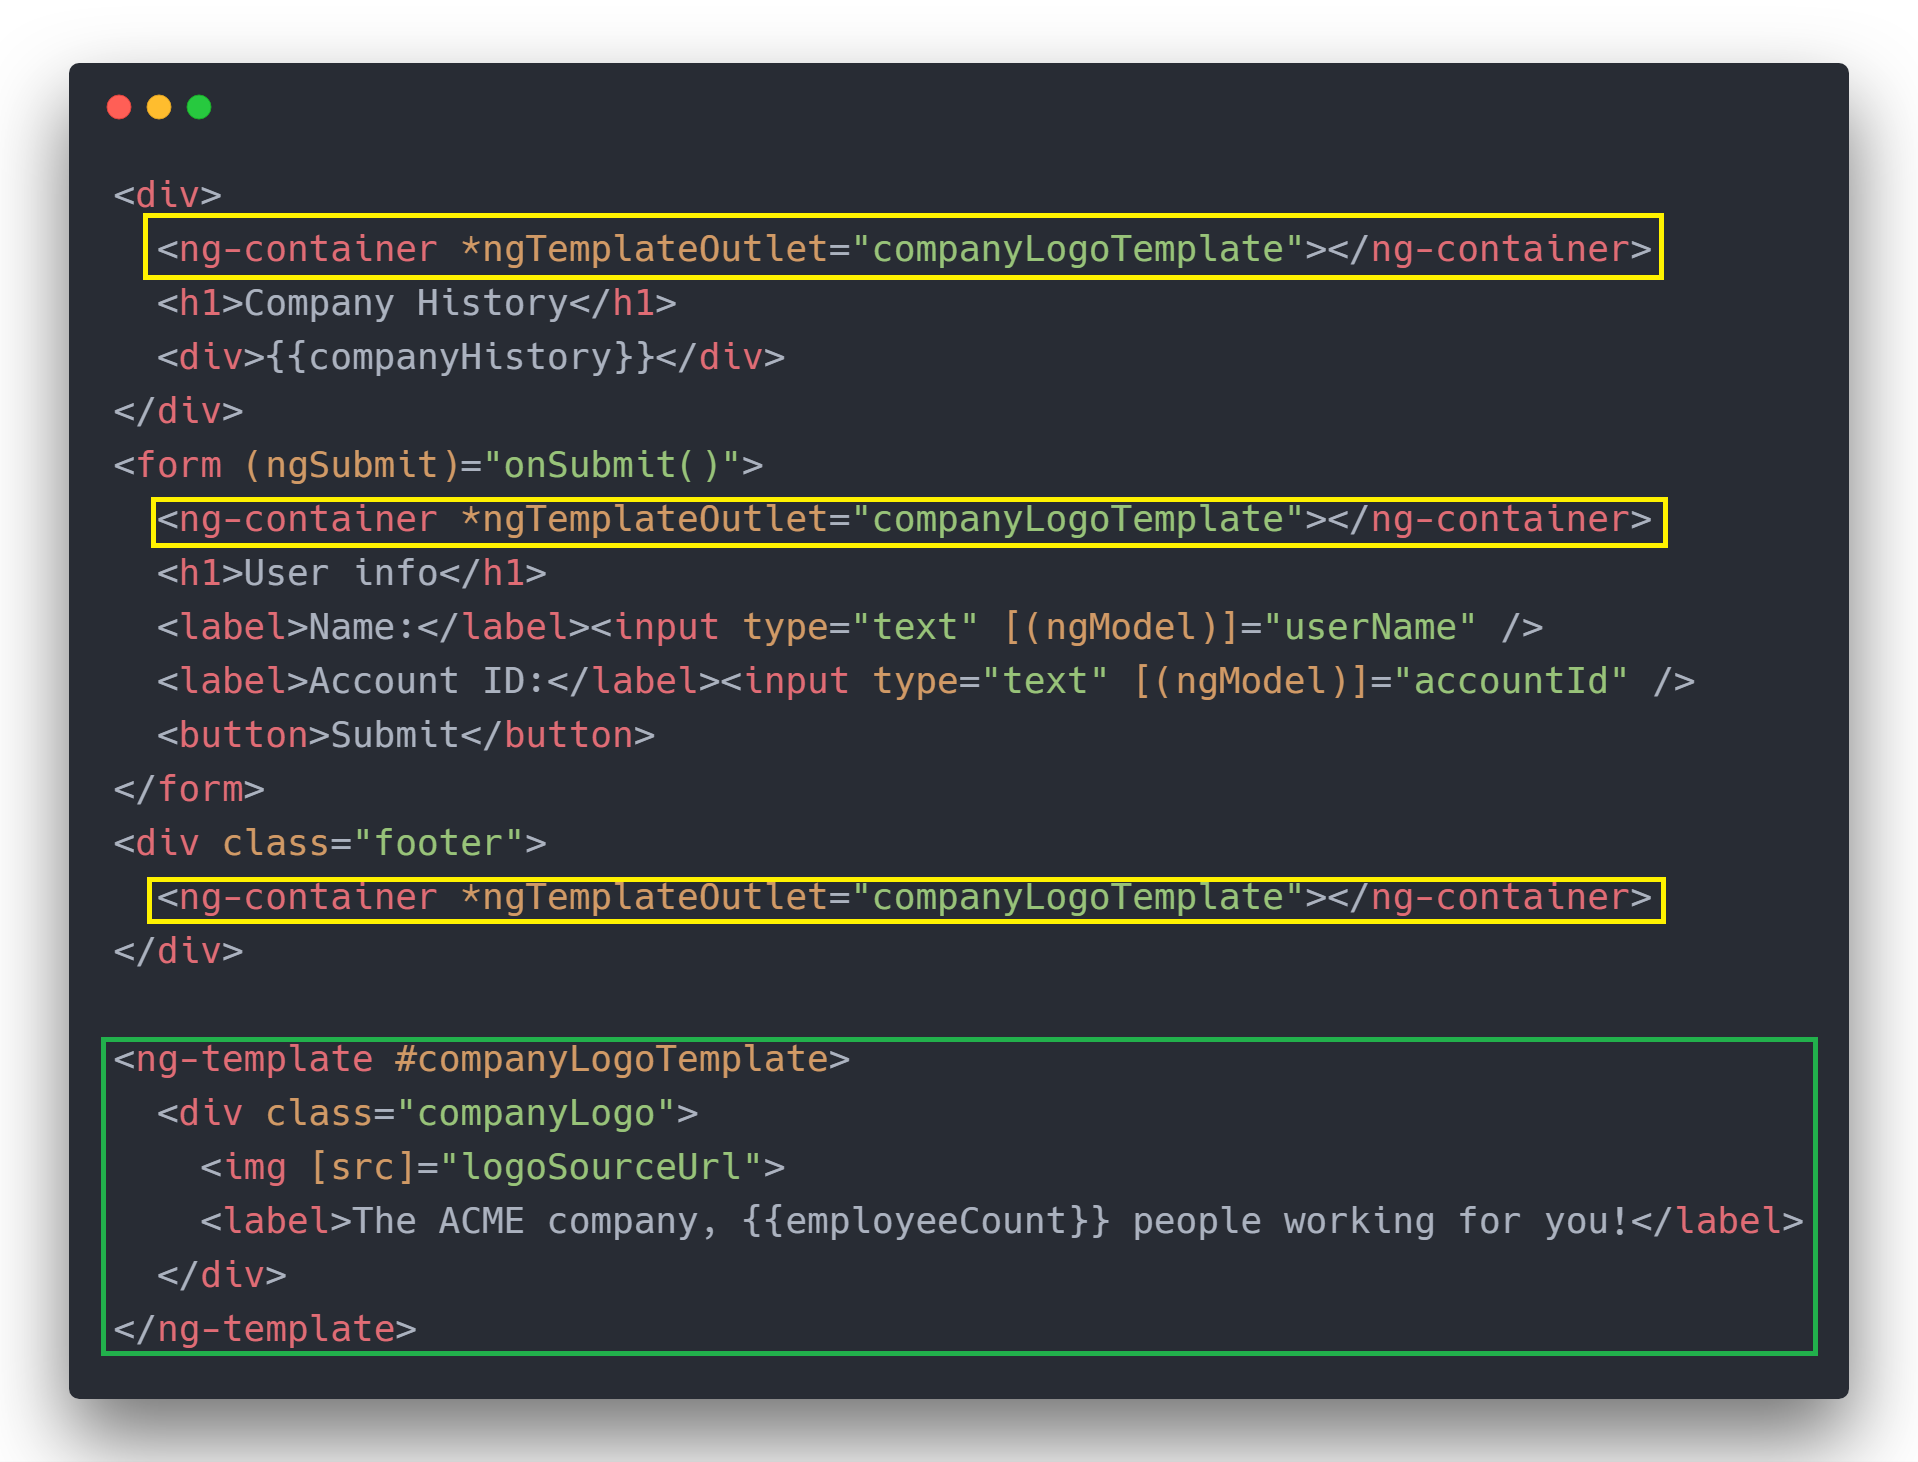 <div>
  <ng-container *ngTemplateOutlet="companyLogoTemplate"></ng-container>
  <h1>Company History</h1>
  <div>{{companyHistory}}</div>
</div>
<form (ngSubmit)="onSubmit()">
  <ng-container *ngTemplateOutlet="companyLogoTemplate"></ng-container>
  <h1>User info</h1>
  <label>Name:</label><input type="text" [(ngModel)]="userName" />
  <label>Account ID:</label><input type="text" [(ngModel)]="accountId" />
  <button>Submit</button>
</form>
<div class="footer">
  <ng-container *ngTemplateOutlet="companyLogoTemplate"></ng-container>
</div>
<ng-template #companyLogoTemplate>
  <div class="companyLogo">
    <img [src]="logoSourceUrl">
    <label>The ACME company, {{employeeCount}} people working for you!</label>
  </div>
</ng-template>